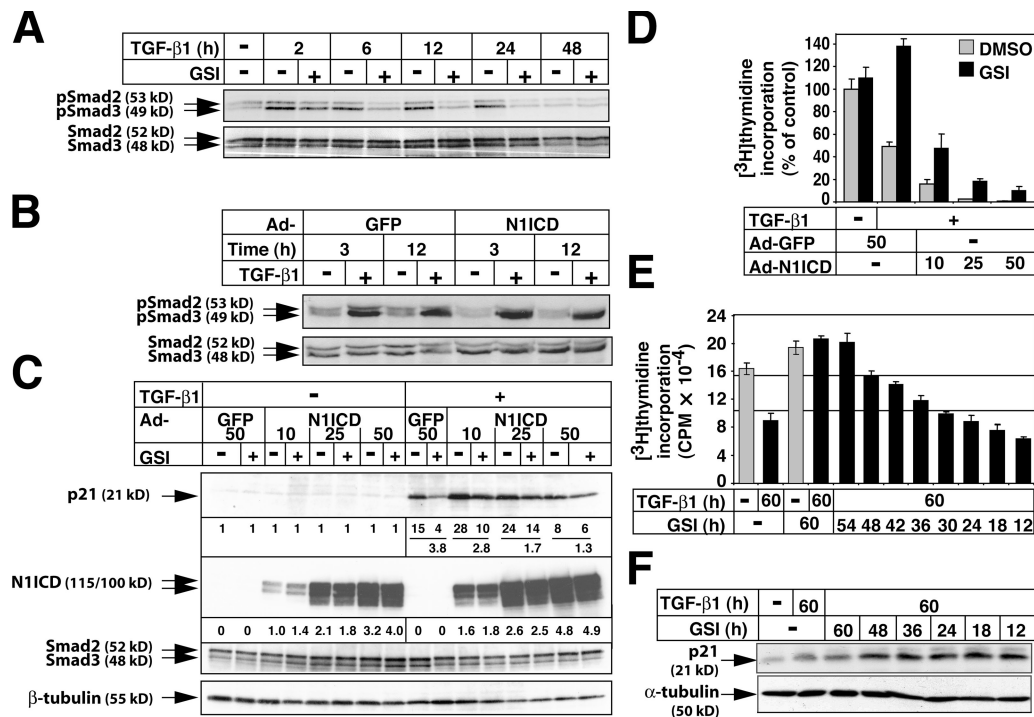 A
TGF-β1 (h) - 2 6 12 24 48
GSI - - + - + - + - + - +
pSmad2 (53 kD)
pSmad3 (49 kD)
Smad2 (52 kD)
Smad3 (48 kD)
B
Ad- GFP N1ICD
Time (h) 3 12 3 12
TGF-β1 - + - + - + - +
pSmad2 (53 kD)
pSmad3 (49 kD)
Smad2 (52 kD)
Smad3 (48 kD)
C
TGF-β1 - +
Ad- GFP N1ICD GFP N1ICD
50 10 25 50 50 10 25 50
GSI - + - + - + - + - + - + - + - +
p21 (21 kD)
1 1 1 1 1 1 1 1 15 4 28 10 24 14 8 6
3.8 2.8 1.7 1.3
N1ICD (115/100 kD)
0 0 1.0 1.4 2.1 1.8 3.2 4.0 0 0 1.6 1.8 2.6 2.5 4.8 4.9
Smad2 (52 kD)
Smad3 (48 kD)
β-tubulin (55 kD)
D
[3H]thymidine
incorporation
(% of control)
140
120
100
80
60
40
20
0
DMSO
GSI
TGF-β1 - +
Ad-GFP 50 -
Ad-N1ICD - 10 25 50
E
[3H]thymidine
incorporation
(CPM × 10-4)
24
20
16
12
8
4
0
TGF-β1 (h) - 60 - 60 60
GSI (h) - 60 54 48 42 36 30 24 18 12
F
TGF-β1 (h) - 60 60
GSI (h) - 60 48 36 24 18 12
p21
(21 kD)
α-tubulin
(50 kD)